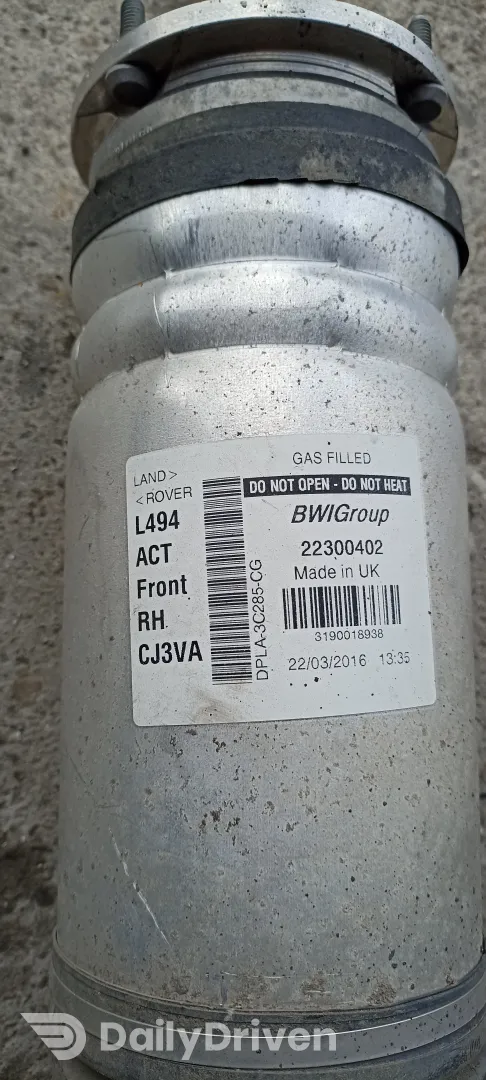 LAND >
< ROVER
L494
ACT
Front
RH
CJ3VA
DPLA-3C285-CG
GAS FILLED
DO NOT OPEN - DO NOT HEAT
BWIGroup
22300402
Made in UK
3190018938
22/03/2016 13:35
DailyDriven